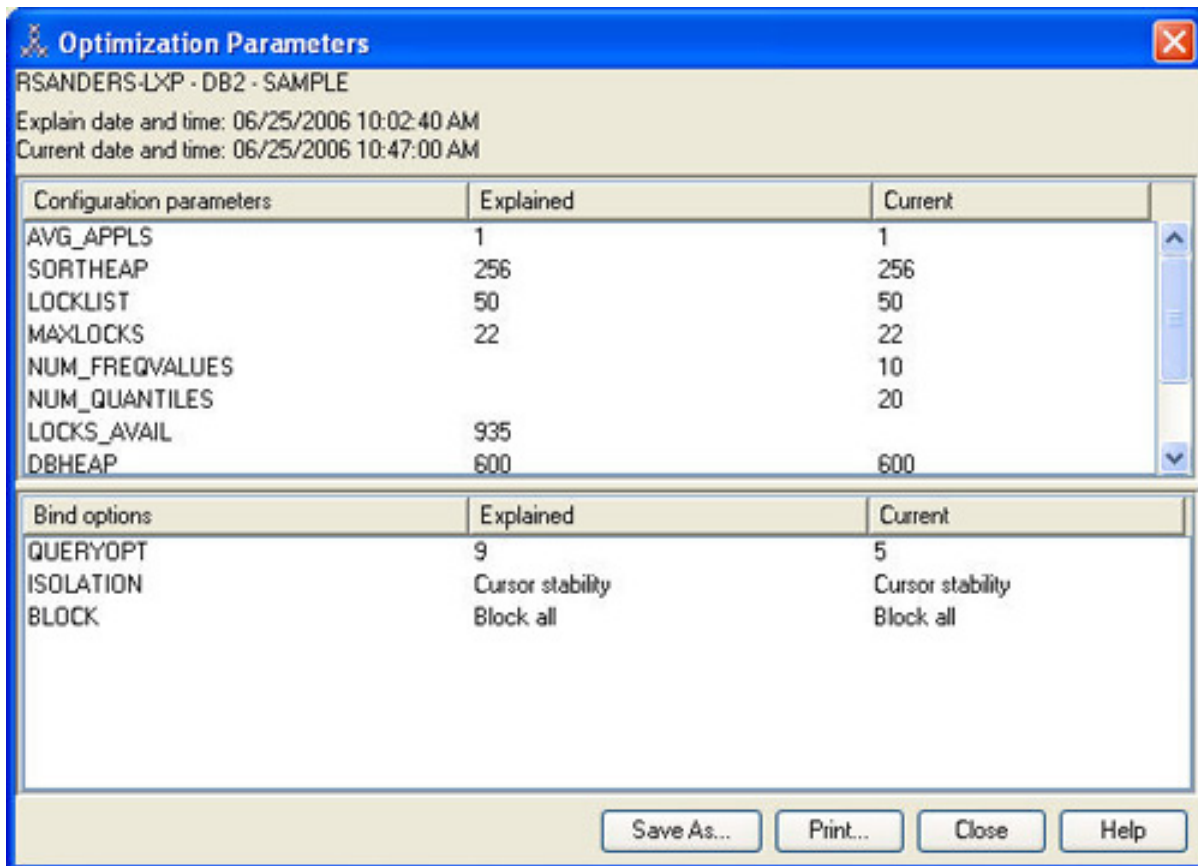 Optimization Parameters
RSANDERS-LXP - DB2 - SAMPLE
Explain date and time: 06/25/2006 10:02:40 AM
Current date and time: 06/25/2006 10:47:00 AM
Configuration parameters Explained Current
AVG_APPLS 1 1
SORTHEAP 256 256
LOCKLIST 50 50
MAXLOCKS 22 22
NUM_FREQVALUES 10
NUM_QUANTILES 20
LOCKS_AVAIL 935
DBHEAP 600 600
Bind options Explained Current
QUERYOPT 9 5
ISOLATION Cursor stability Cursor stability
BLOCK Block all Block all
Save As... Print... Close Help